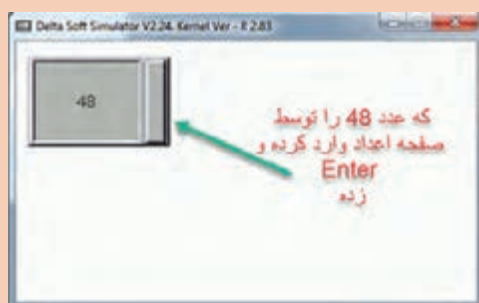 Delta Soft Simulator V2.24. Kernel Ver - R 2.83
48
که عدد 48 را توسط
صفحه اعداد وارد کرده و
Enter
زده